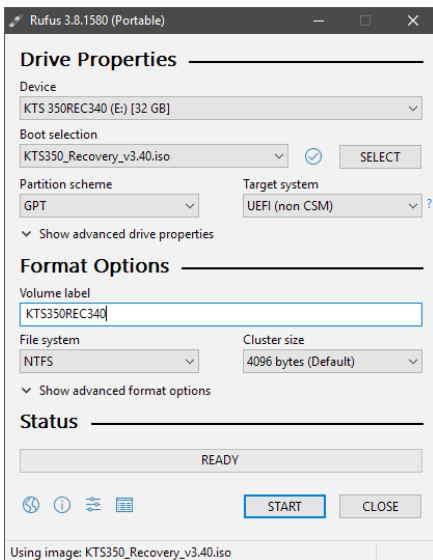 Rufus 3.8.1580 (Portable)
Drive Properties
Device
KTS 350REC340 (E:) [32 GB]
Boot selection
KTS350_Recovery_v3.40.iso SELECT
Partition scheme Target system
GPT UEFI (non CSM) ?
Show advanced drive properties
Format Options
Volume label
KTS350REC340
File system Cluster size
NTFS 4096 bytes (Default)
Show advanced format options
Status
READY
START CLOSE
Using image: KTS350_Recovery_v3.40.iso